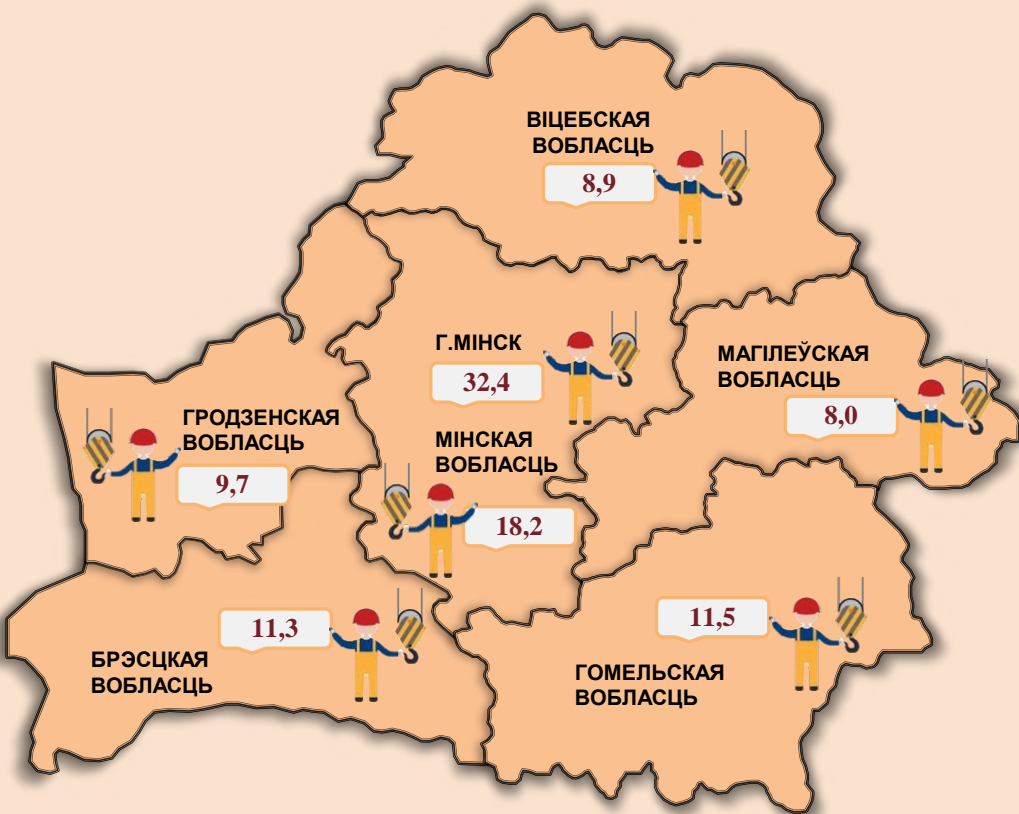 ВІЦЕБСКАЯ
ВОБЛАСЦЬ
8,9
Г.МІНСК
32,4
МАГІЛЕЎСКАЯ
ВОБЛАСЦЬ
8,0
ГРОДЗЕНСКАЯ
ВОБЛАСЦЬ
9,7
МІНСКАЯ
ВОБЛАСЦЬ
18,2
БРЭСЦКАЯ
ВОБЛАСЦЬ
11,3
11,5
ГОМЕЛЬСКАЯ
ВОБЛАСЦЬ